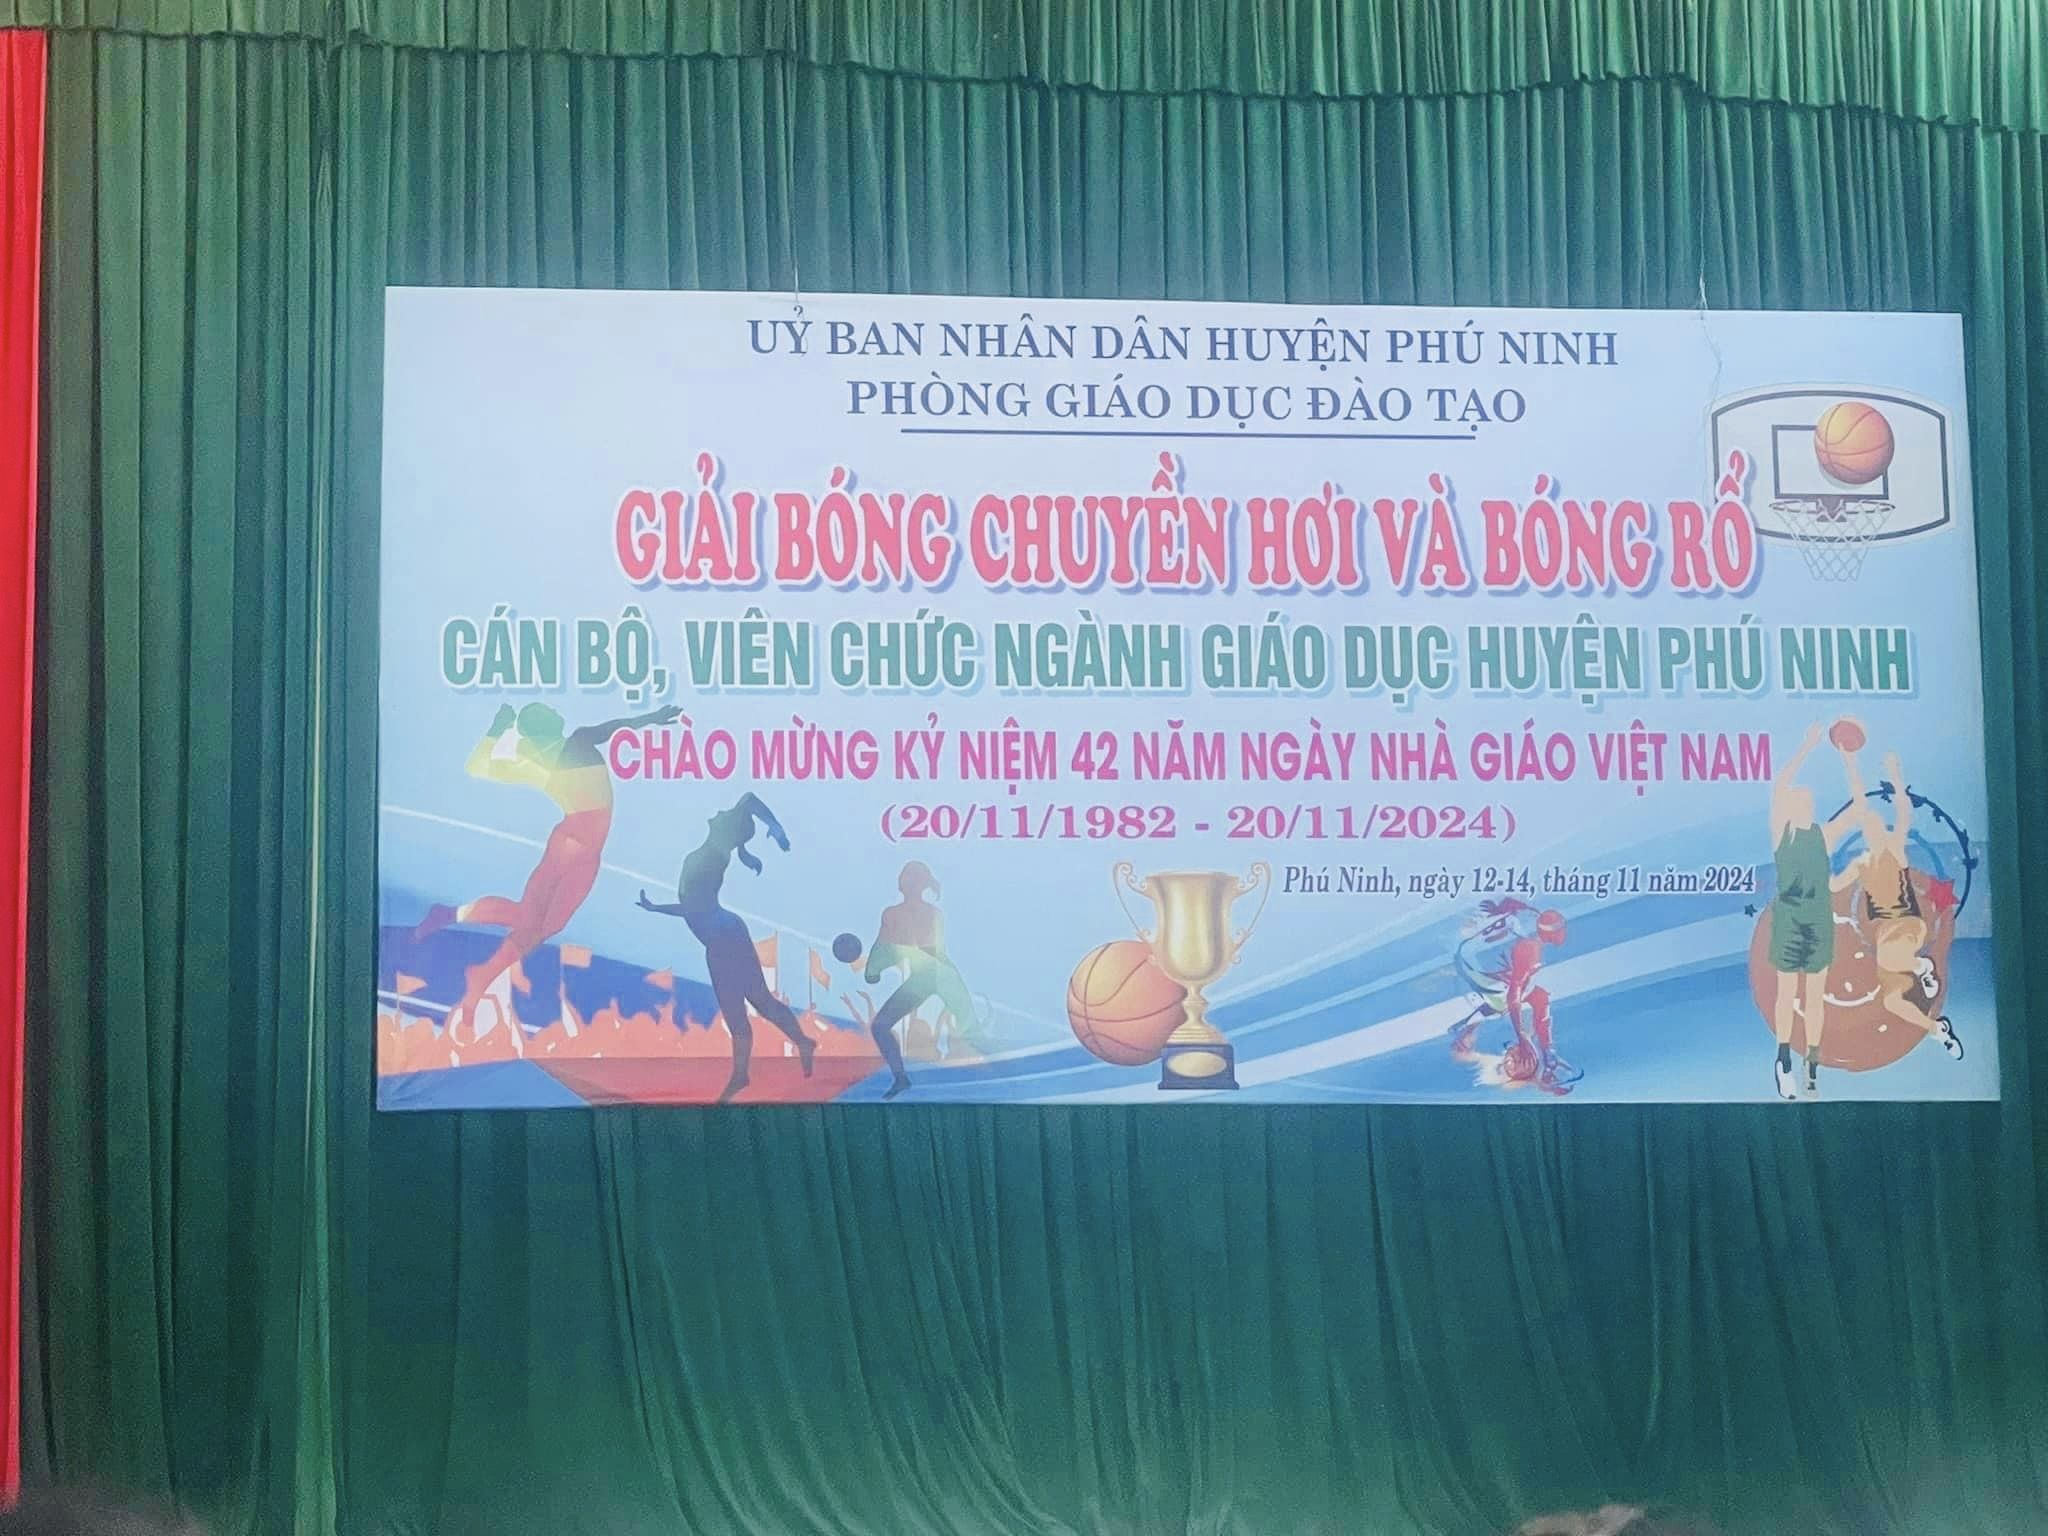 UỶ BAN NHÂN DÂN HUYỆN PHÚ NINH
PHÒNG GIÁO DỤC ĐÀO TẠO
GIẢI BÓNG CHUYỀN HƠI VÀ BÓNG RỔ
CÁN BỘ, VIÊN CHỨC NGÀNH GIÁO DỤC HUYỆN PHÚ NINH
CHÀO MỪNG KỶ NIỆM 42 NĂM NGÀY NHÀ GIÁO VIỆT NAM
(20/11/1982 - 20/11/2024)
Phú Ninh, ngày 12-14, tháng 11 năm 2024